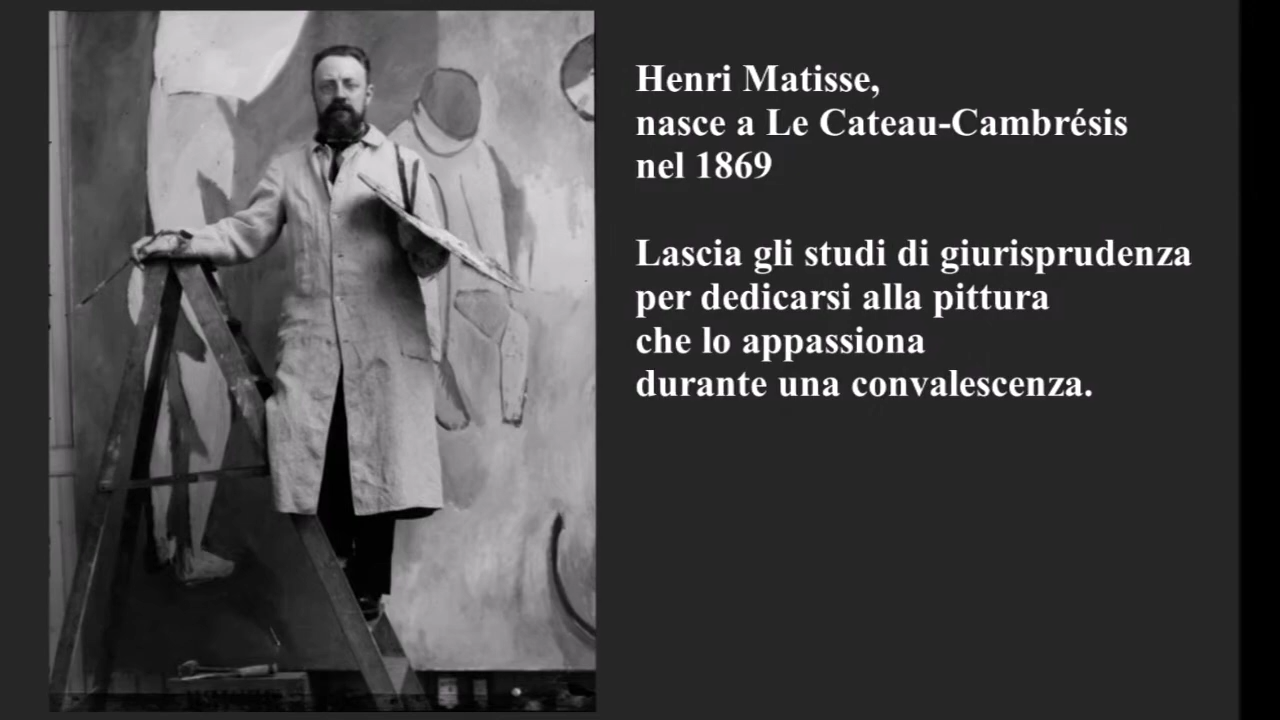 Henri Matisse,
nasce a Le Cateau-Cambrésis
nel 1869
Lascia gli studi di giurisprudenza
per dedicarsi alla pittura
che lo appassiona
durante una convalescenza.